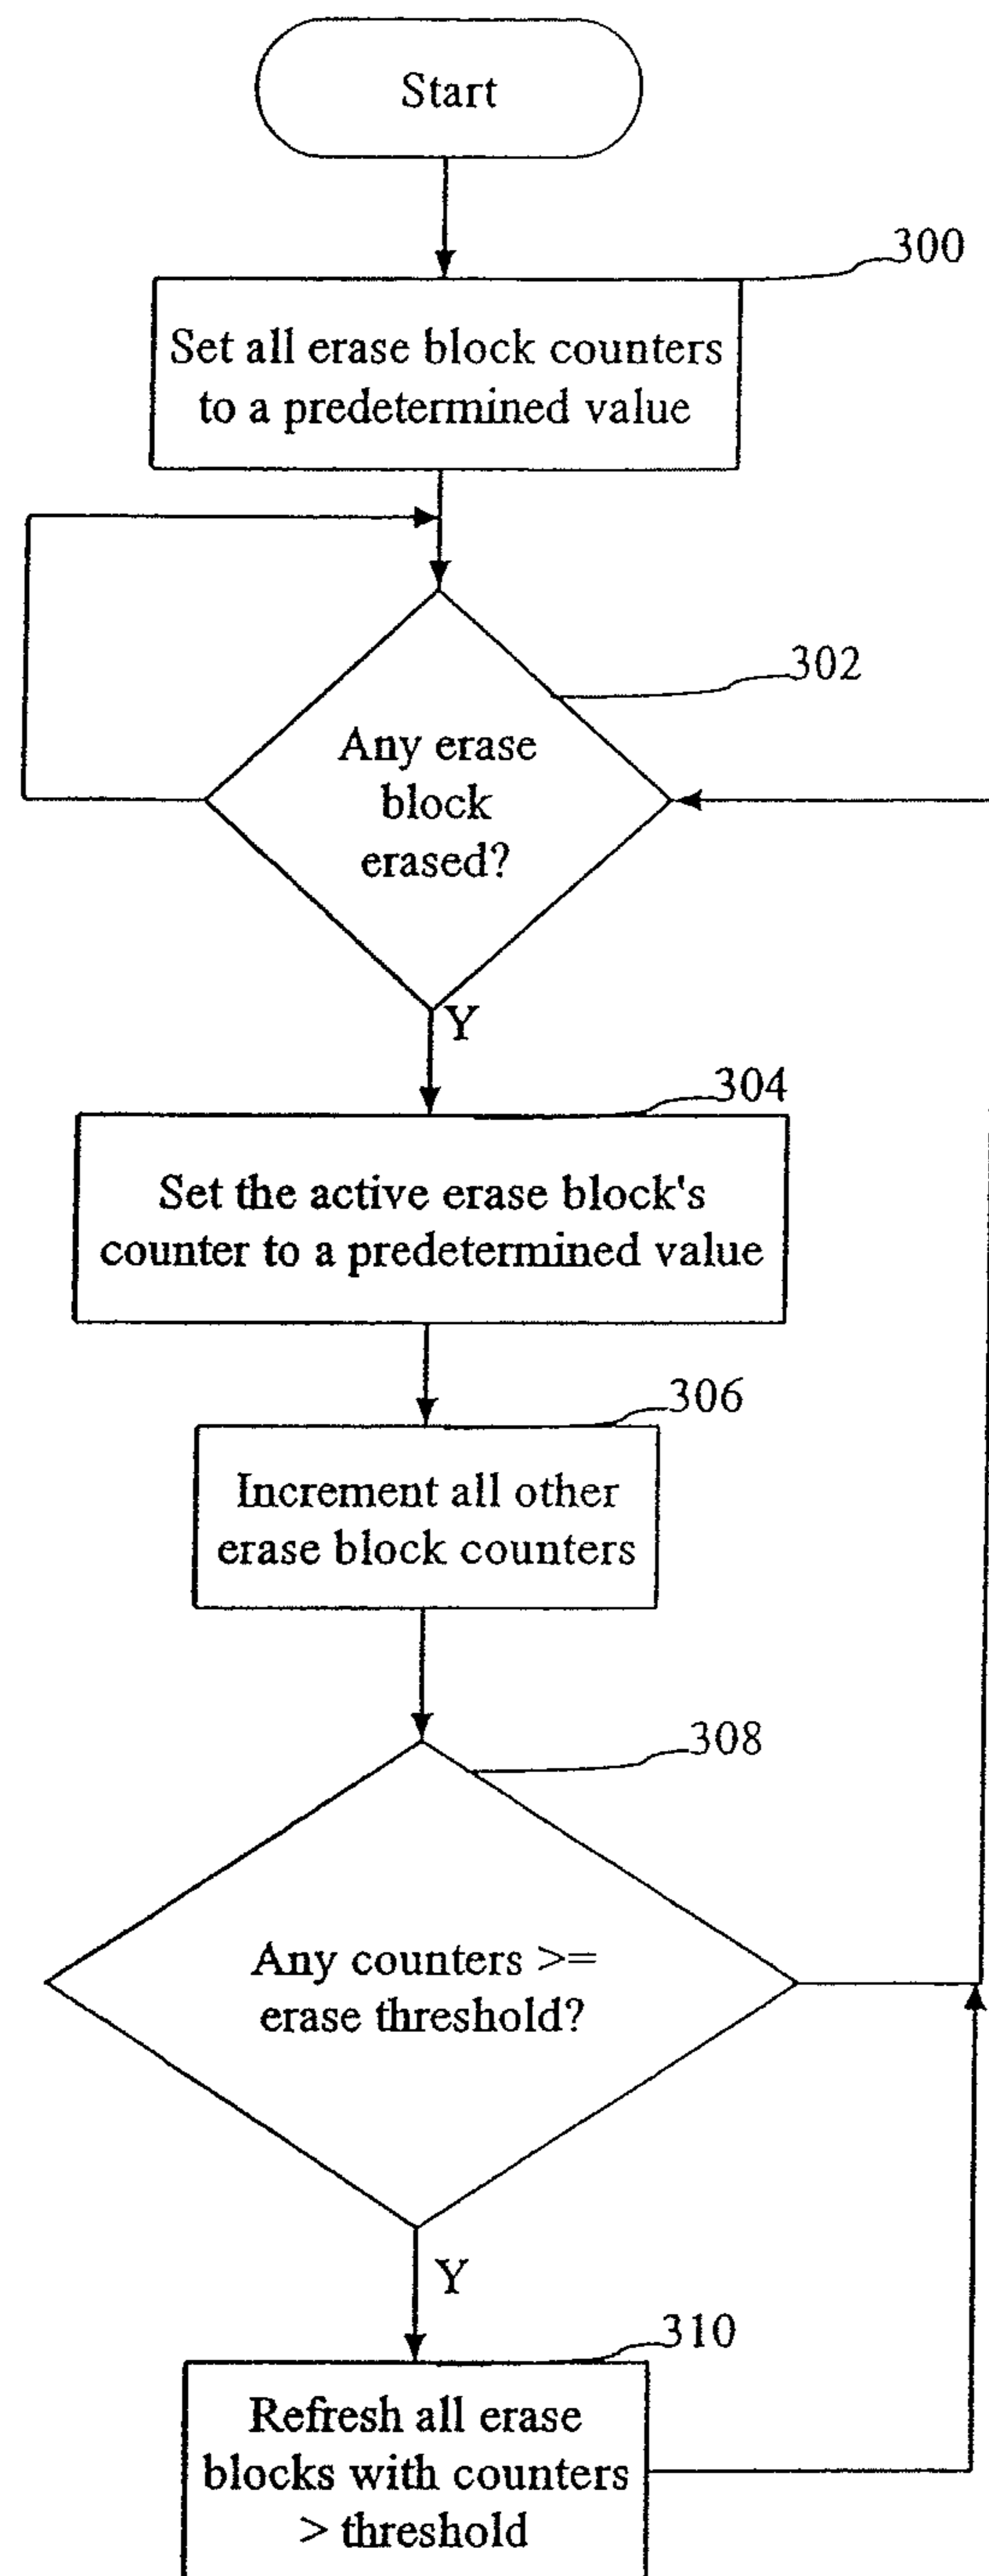 Start
300
Set all erase block counters
to a predetermined value
302
Any erase
block
erased?
Y
304
Set the active erase block's
counter to a predetermined value
306
Increment all other
erase block counters
308
Any counters >=
erase threshold?
Y
310
Refresh all erase
blocks with counters
> threshold